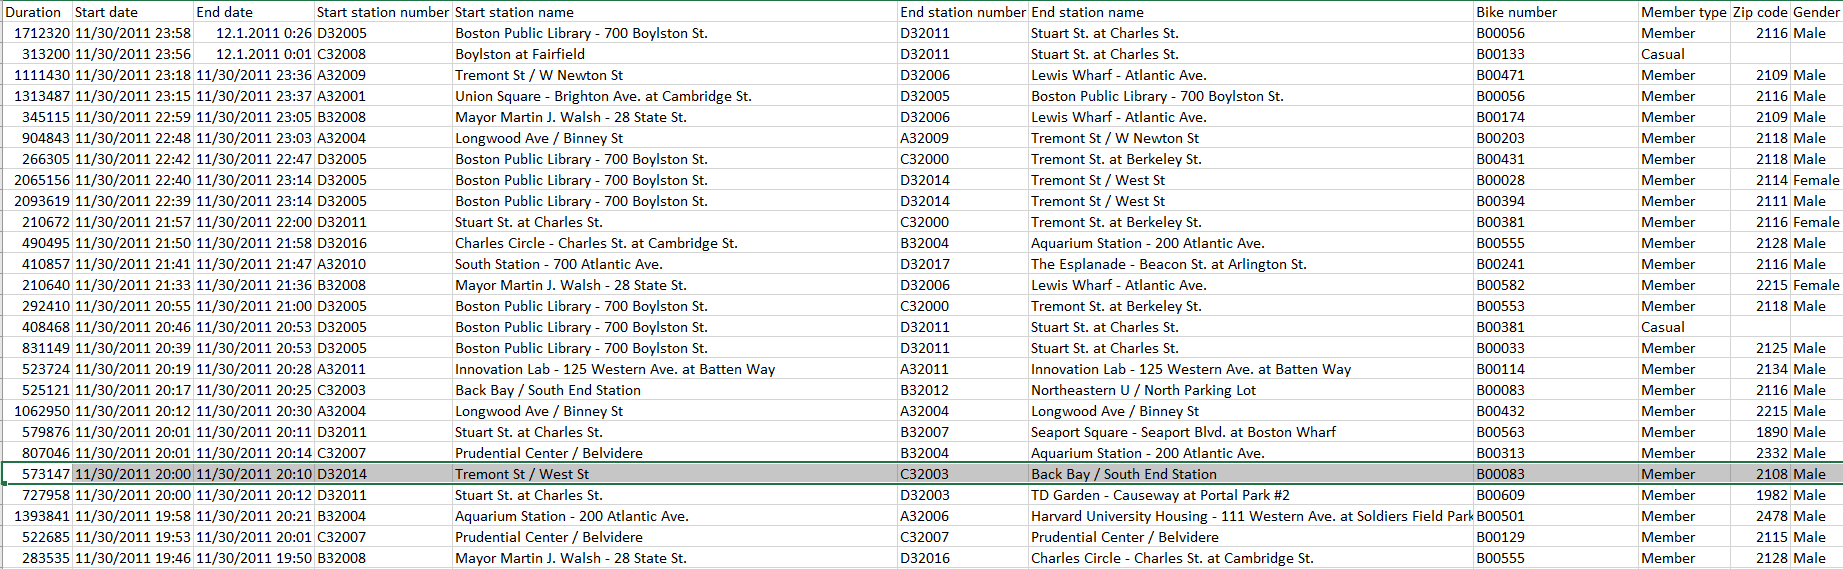 Duration Start date End date Start station number Start station name End station number End station name Bike number Member type Zip code Gender
1712320 11/30/2011 23:58 12.1.2011 0:26 D32005 Boston Public Library - 700 Boylston St. D32011 Stuart St. at Charles St. B00056 Member 2116 Male
313200 11/30/2011 23:56 12.1.2011 0:01 C32008 Boylston at Fairfield D32011 Stuart St. at Charles St. B00133 Casual
1111430 11/30/2011 23:18 11/30/2011 23:36 A32009 Tremont St / W Newton St D32006 Lewis Wharf - Atlantic Ave. B00471 Member 2109 Male
1313487 11/30/2011 23:15 11/30/2011 23:37 A32001 Union Square - Brighton Ave. at Cambridge St. D32005 Boston Public Library - 700 Boylston St. B00056 Member 2116 Male
345115 11/30/2011 22:59 11/30/2011 23:05 B32008 Mayor Martin J. Walsh - 28 State St. D32006 Lewis Wharf - Atlantic Ave. B00174 Member 2109 Male
904843 11/30/2011 22:48 11/30/2011 23:03 A32004 Longwood Ave / Binney St A32009 Tremont St / W Newton St B00203 Member 2118 Male
266305 11/30/2011 22:42 11/30/2011 22:47 D32005 Boston Public Library - 700 Boylston St. C32000 Tremont St. at Berkeley St. B00431 Member 2118 Male
2065156 11/30/2011 22:40 11/30/2011 23:14 D32005 Boston Public Library - 700 Boylston St. D32014 Tremont St / West St B00028 Member 2114 Female
2093619 11/30/2011 22:39 11/30/2011 23:14 D32005 Boston Public Library - 700 Boylston St. D32014 Tremont St / West St B00394 Member 2111 Male
210672 11/30/2011 21:57 11/30/2011 22:00 D32011 Stuart St. at Charles St. C32000 Tremont St. at Berkeley St. B00381 Member 2116 Female
490495 11/30/2011 21:50 11/30/2011 21:58 D32016 Charles Circle - Charles St. at Cambridge St. B32004 Aquarium Station - 200 Atlantic Ave. B00555 Member 2128 Male
410857 11/30/2011 21:41 11/30/2011 21:47 A32010 South Station - 700 Atlantic Ave. D32017 The Esplanade - Beacon St. at Arlington St. B00241 Member 2116 Male
210640 11/30/2011 21:33 11/30/2011 21:36 B32008 Mayor Martin J. Walsh - 28 State St. D32006 Lewis Wharf - Atlantic Ave. B00582 Member 2215 Female
292410 11/30/2011 20:55 11/30/2011 21:00 D32005 Boston Public Library - 700 Boylston St. C32000 Tremont St. at Berkeley St. B00553 Member 2118 Male
408468 11/30/2011 20:46 11/30/2011 20:53 D32005 Boston Public Library - 700 Boylston St. D32011 Stuart St. at Charles St. B00381 Casual
831149 11/30/2011 20:39 11/30/2011 20:53 D32005 Boston Public Library - 700 Boylston St. D32011 Stuart St. at Charles St. B00033 Member 2125 Male
523724 11/30/2011 20:19 11/30/2011 20:28 A32011 Innovation Lab - 125 Western Ave. at Batten Way A32011 Innovation Lab - 125 Western Ave. at Batten Way B00114 Member 2134 Male
525121 11/30/2011 20:17 11/30/2011 20:25 C32003 Back Bay / South End Station B32012 Northeastern U / North Parking Lot B00083 Member 2116 Male
1062950 11/30/2011 20:12 11/30/2011 20:30 A32004 Longwood Ave / Binney St A32004 Longwood Ave / Binney St B00432 Member 2215 Male
579876 11/30/2011 20:01 11/30/2011 20:11 D32011 Stuart St. at Charles St. B32007 Seaport Square - Seaport Blvd. at Boston Wharf B00563 Member 1890 Male
807046 11/30/2011 20:01 11/30/2011 20:14 C32007 Prudential Center / Belvidere B32004 Aquarium Station - 200 Atlantic Ave. B00313 Member 2332 Male
573147 11/30/2011 20:00 11/30/2011 20:10 D32014 Tremont St / West St C32003 Back Bay / South End Station B00083 Member 2108 Male
727958 11/30/2011 20:00 11/30/2011 20:12 D32011 Stuart St. at Charles St. D32003 TD Garden - Causeway at Portal Park #2 B00609 Member 1982 Male
1393841 11/30/2011 19:58 11/30/2011 20:21 B32004 Aquarium Station - 200 Atlantic Ave. A32006 Harvard University Housing - 111 Western Ave. at Soldiers Field Park B00501 Member 2478 Male
522685 11/30/2011 19:53 11/30/2011 20:01 C32007 Prudential Center / Belvidere C32007 Prudential Center / Belvidere B00129 Member 2115 Male
283535 11/30/2011 19:46 11/30/2011 19:50 B32008 Mayor Martin J. Walsh - 28 State St. D32016 Charles Circle - Charles St. at Cambridge St. B00555 Member 2128 Male